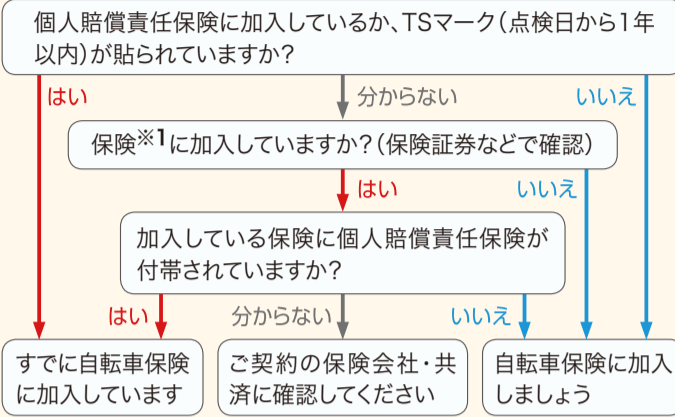 個人賠償責任保険に加入しているか、TSマーク（点検日から1年
以内）が貼られていますか？
はい
分からない
いいえ
保険※1に加入していますか？（保険証券などで確認）
はい
いいえ
加入している保険に個人賠償責任保険が
付帯されていますか？
はい
分からない
いいえ
すでに自転車保険
に加入しています
ご契約の保険会社・共
済に確認してください
自転車保険に加入
しましょう